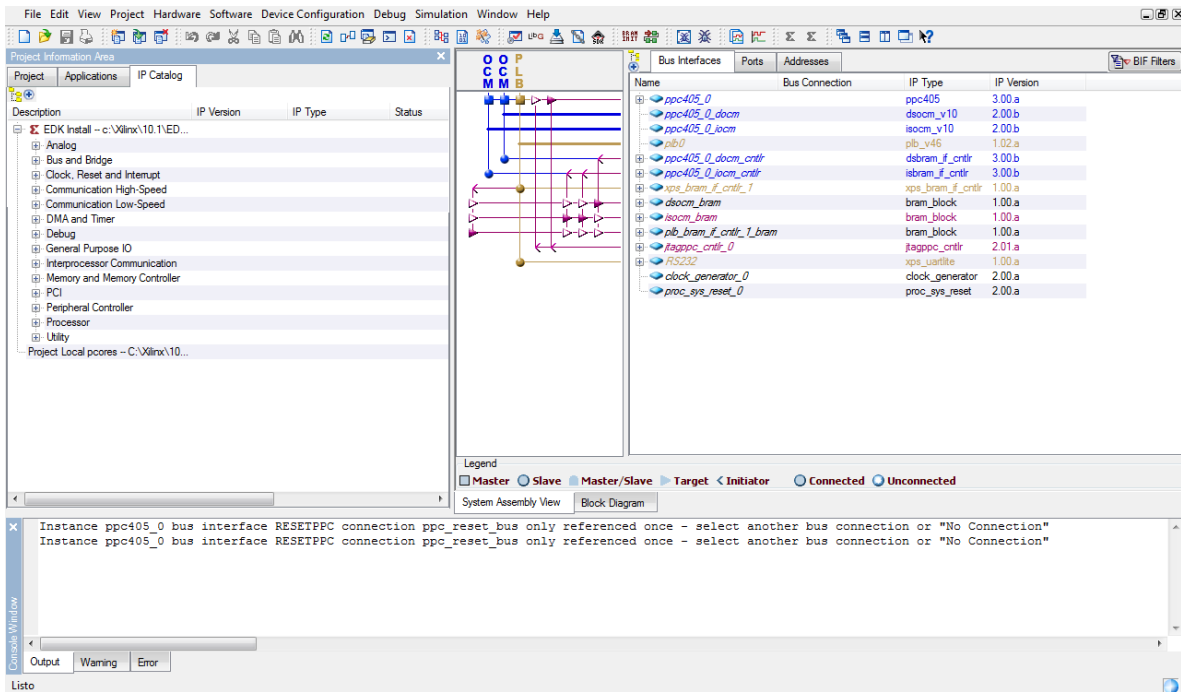 File Edit View Project Hardware Software Device Configuration Debug Simulation Window Help
Project Information Area
Project Applications IP Catalog
Description IP Version IP Type Status
EDK Install -- c:\Xilinx\10.1\ED...
Analog
Bus and Bridge
Clock, Reset and Interrupt
Communication High-Speed
Communication Low-Speed
DMA and Timer
Debug
General Purpose IO
Interprocessor Communication
Memory and Memory Controller
PCI
Peripheral Controller
Processor
Utility
Project Local pcores -- C:\Xilinx\10...
O O P
C C L
M M B
Bus Interfaces Ports Addresses BIF Filters
Name Bus Connection IP Type IP Version
ppc405_0 ppc405 3.00.a
ppc405_0_docm dsocm_v10 2.00.b
ppc405_0_iocm isocm_v10 2.00.b
plb0 plb_v46 1.02.a
ppc405_0_docm_cntlr dsbram_if_cntlr 3.00.b
ppc405_0_iocm_cntlr isbram_if_cntlr 3.00.b
xps_bram_if_cntlr_1 xps_bram_if_cntlr 1.00.a
dsocm_bram bram_block 1.00.a
isocm_bram bram_block 1.00.a
plb_bram_if_cntlr_1_bram bram_block 1.00.a
jtagppc_cntlr_0 jtagppc_cntlr 2.01.a
RS232 xps_uartlite 1.00.a
clock_generator_0 clock_generator 2.00.a
proc_sys_reset_0 proc_sys_reset 2.00.a
Legend
Master Slave Master/Slave Target Initiator Connected Unconnected
System Assembly View Block Diagram
Instance ppc405_0 bus interface RESETPPC connection ppc_reset_bus only referenced once - select another bus connection or "No Connection"
Instance ppc405_0 bus interface RESETPPC connection ppc_reset_bus only referenced once - select another bus connection or "No Connection"
Console Window
Output Warning Error
Listo